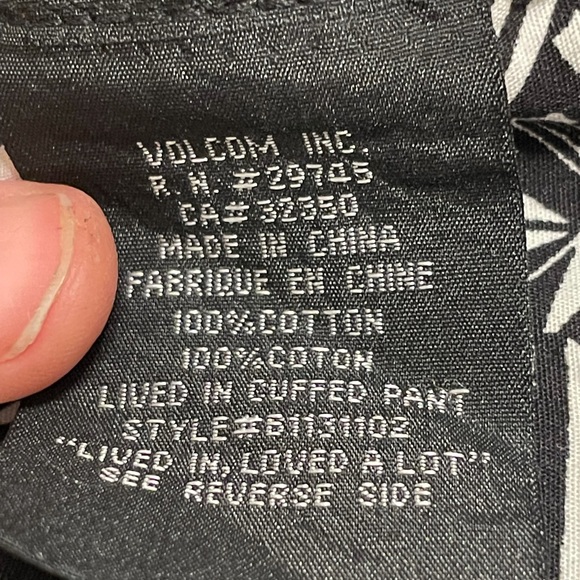 VOLCOM INC.
R.N.#29745
CA#32350
MADE IN CHINA
FABRIQUE EN CHINE
100%COTTON
100%COTON
LIVED IN CUFFED PANT
STYLE#B1131102
"LIVED IN, LOVED A LOT"
SEE REVERSE SIDE